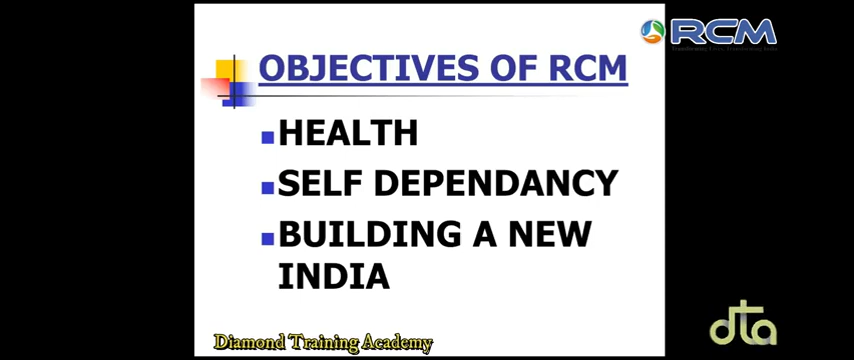 RCM
OBJECTIVES OF RCM
HEALTH
SELF DEPENDANCY
BUILDING A NEW
INDIA
Diamond Training Academy
dta